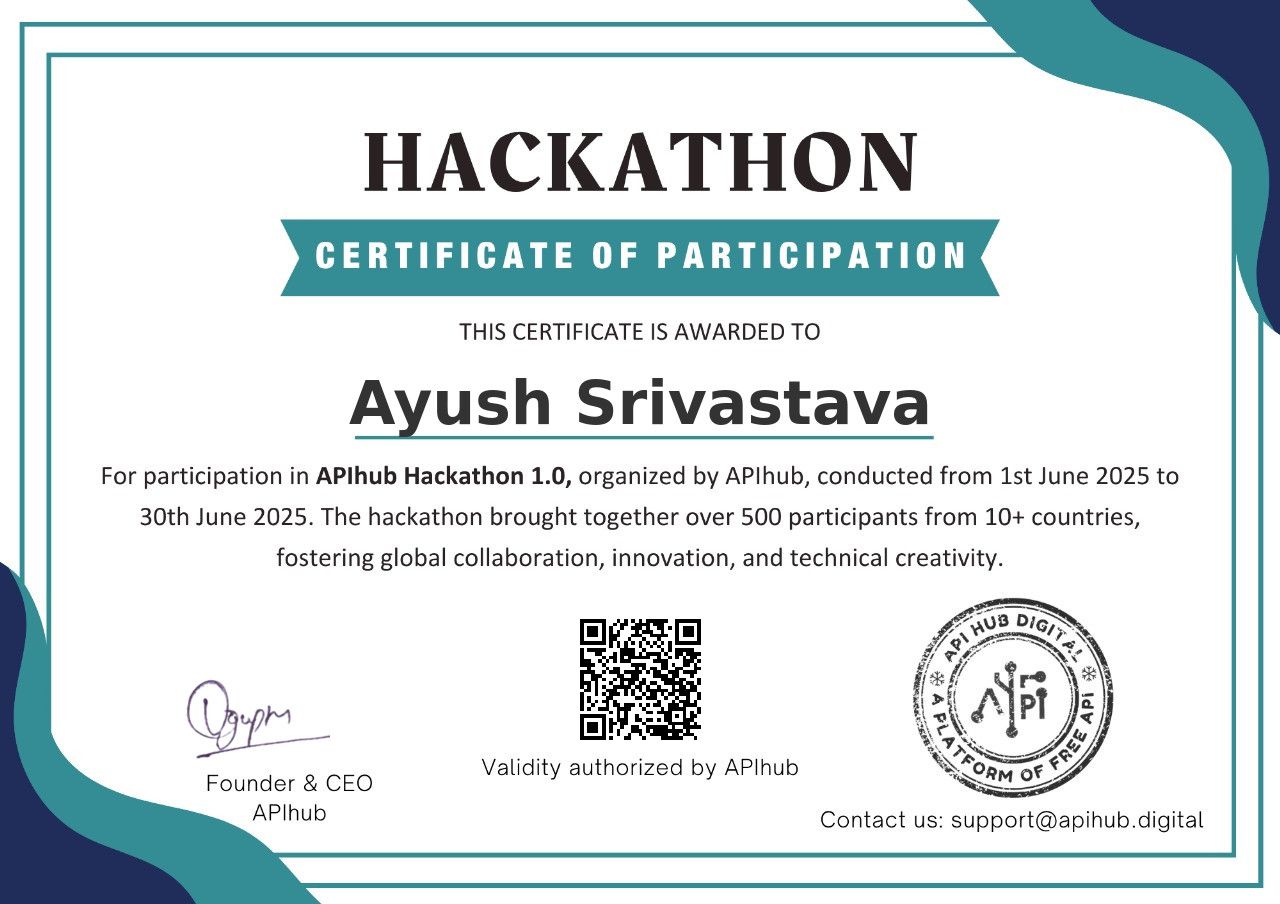 HACKATHON
CERTIFICATE OF PARTICIPATION
THIS CERTIFICATE IS AWARDED TO
Ayush Srivastava
For participation in APIhub Hackathon 1.0, organized by APIhub, conducted from 1st June 2025 to
30th June 2025. The hackathon brought together over 500 participants from 10+ countries,
fostering global collaboration, innovation, and technical creativity.
Founder & CEO
APIhub
Validity authorized by APIhub
API HUB DIGITAL
A PLATFORM OF FREE API
Contact us: support@apihub.digital